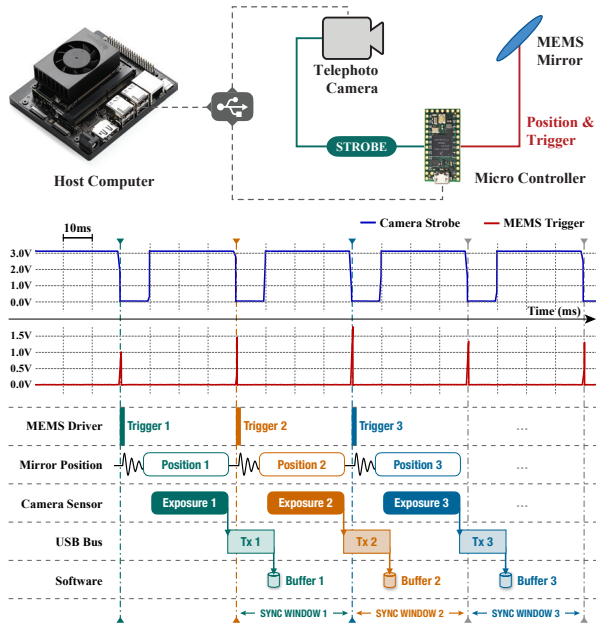 Telephoto
Camera
MEMS
Mirror
Position &
Trigger
STROBE
Host Computer
Micro Controller
10ms
Camera Strobe
MEMS Trigger
3.0V
2.0V
1.0V
0.0V
Time (ms)
1.5V
1.0V
0.5V
0.0V
MEMS Driver Trigger 1 Trigger 2 Trigger 3 ...
Mirror Position Position 1 Position 2 Position 3
Camera Sensor Exposure 1 Exposure 2 Exposure 3 ...
USB Bus Tx 1 Tx 2 Tx 3
Software Buffer 1 Buffer 2 Buffer 3 ...
SYNC WINDOW 1 SYNC WINDOW 2 SYNC WINDOW 3